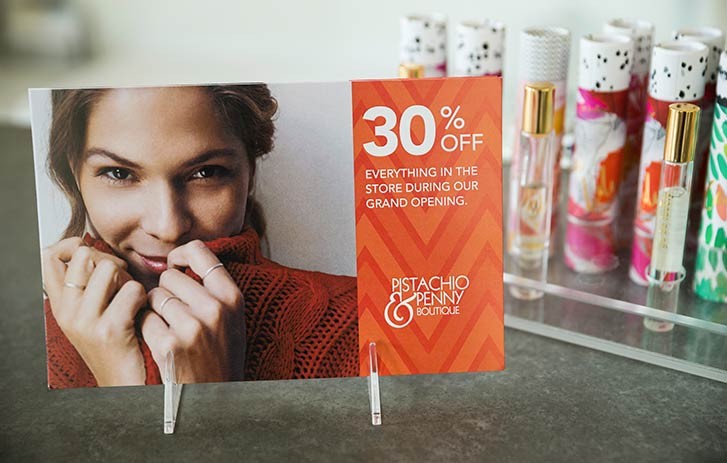 30% OFF
EVERYTHING IN THE
STORE DURING OUR
GRAND OPENING.
PISTACHIO
& PENNY
BOUTIQUE